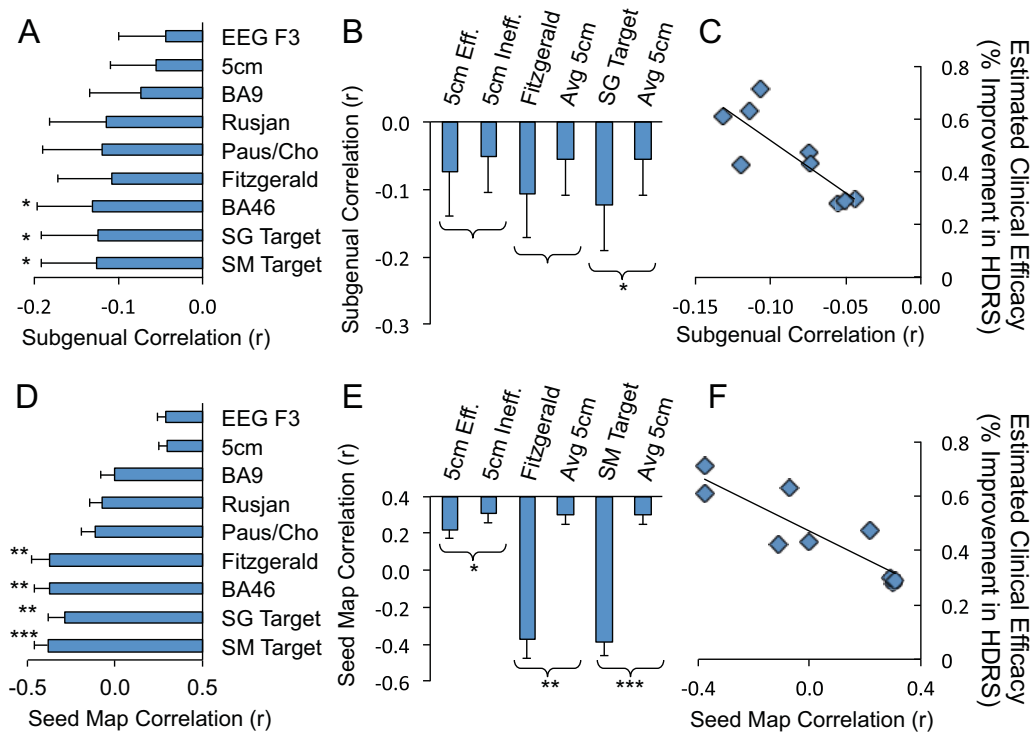 A
EEG F3
5cm
BA9
Rusjan
Paus/Cho
Fitzgerald
* BA46
* SG Target
* SM Target
-0.2 -0.1 0.0
Subgenual Correlation (r)
B
5cm Eff.
5cm Ineff.
Fitzgerald
Avg 5cm
SG Target
Avg 5cm
Subgenual Correlation (r)
0.0
-0.1
-0.2
-0.3
*
C
0.8
0.6
0.4
0.2
0
-0.15 -0.10 -0.05 0.00
Subgenual Correlation (r)
Estimated Clinical Efficacy
(% Improvement in HDRS)
D
EEG F3
5cm
BA9
Rusjan
Paus/Cho
** Fitzgerald
** BA46
** SG Target
*** SM Target
-0.5 0.0 0.5
Seed Map Correlation (r)
E
5cm Eff.
5cm Ineff.
Fitzgerald
Avg 5cm
SM Target
Avg 5cm
Seed Map Correlation (r)
0.4
0.2
0.0
-0.2
-0.4
-0.6
*
** ***
F
0.8
0.6
0.4
0.2
0
-0.4 0.0 0.4
Seed Map Correlation (r)
Estimated Clinical Efficacy
(% Improvement in HDRS)